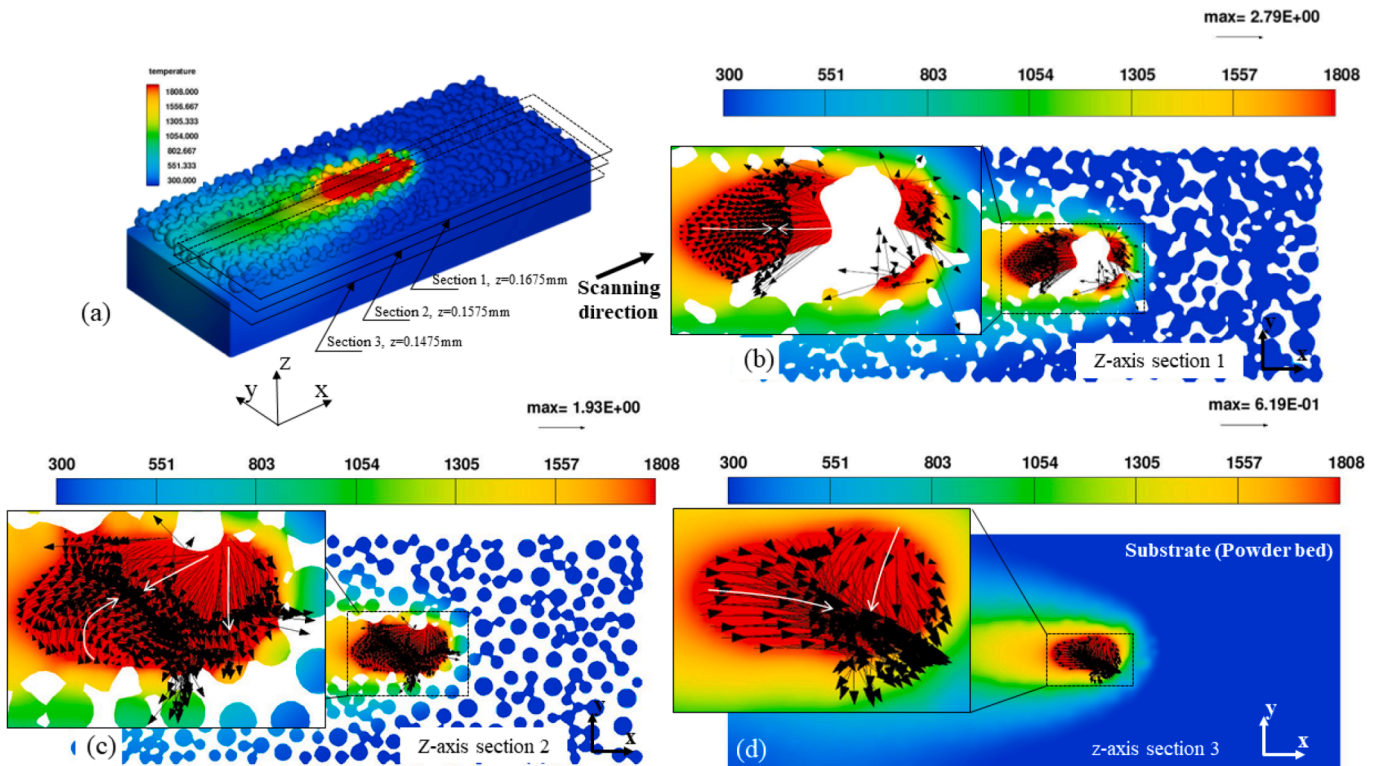 max= 2.79E+00
temperature
1808.000
1556.667
1305.333
1054.000
802.667
551.333
300.000
300 551 803 1054 1305 1557 1808
Section 1, z=0.1675mm
Section 2, z=0.1575mm
Section 3, z=0.1475mm
(a)
Scanning
direction
z
y x
(b)
Z-axis section 1
y
x
max= 1.93E+00
max= 6.19E-01
300 551 803 1054 1305 1557 1808
300 551 803 1054 1305 1557 1808
(c)
Z-axis section 2
y
x
Substrate (Powder bed)
(d)
z-axis section 3
y
x